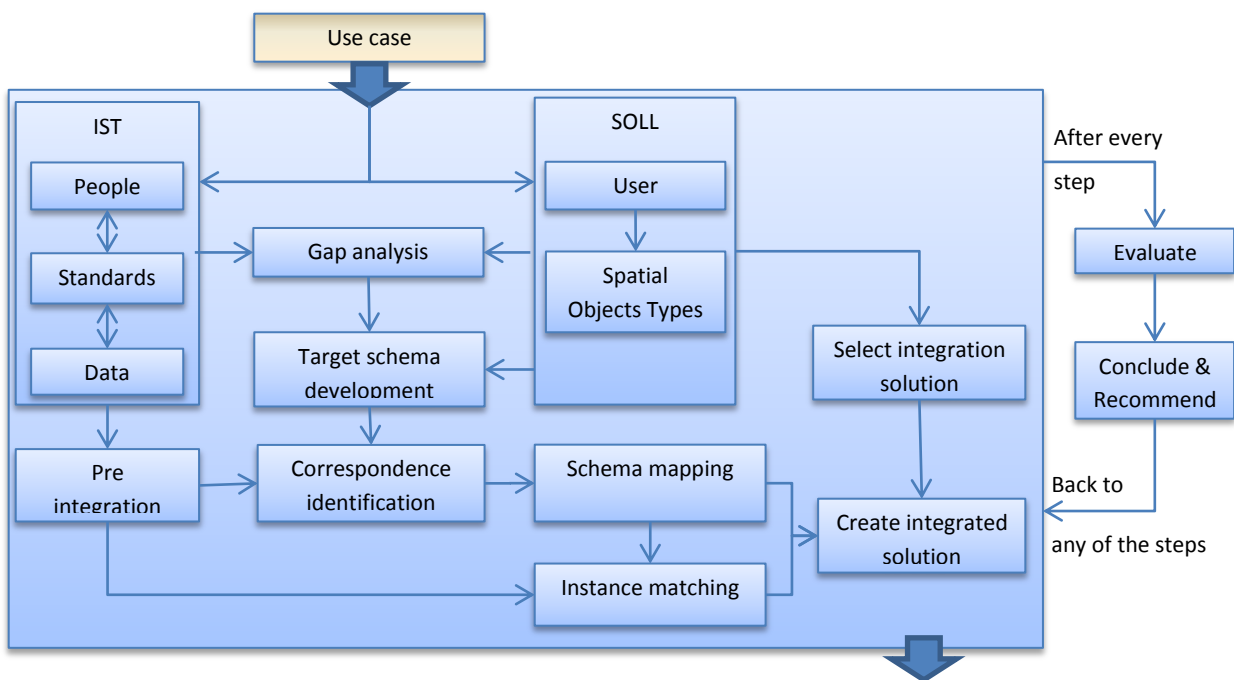 Use case
IST
People
Standards
Data
SOLL
User
Spatial
Objects Types
Gap analysis
Target schema
development
Pre
integration
Correspondence
identification
Schema mapping
Instance matching
Select integration
solution
Create integrated
solution
After every
step
Evaluate
Conclude &
Recommend
Back to
any of the steps